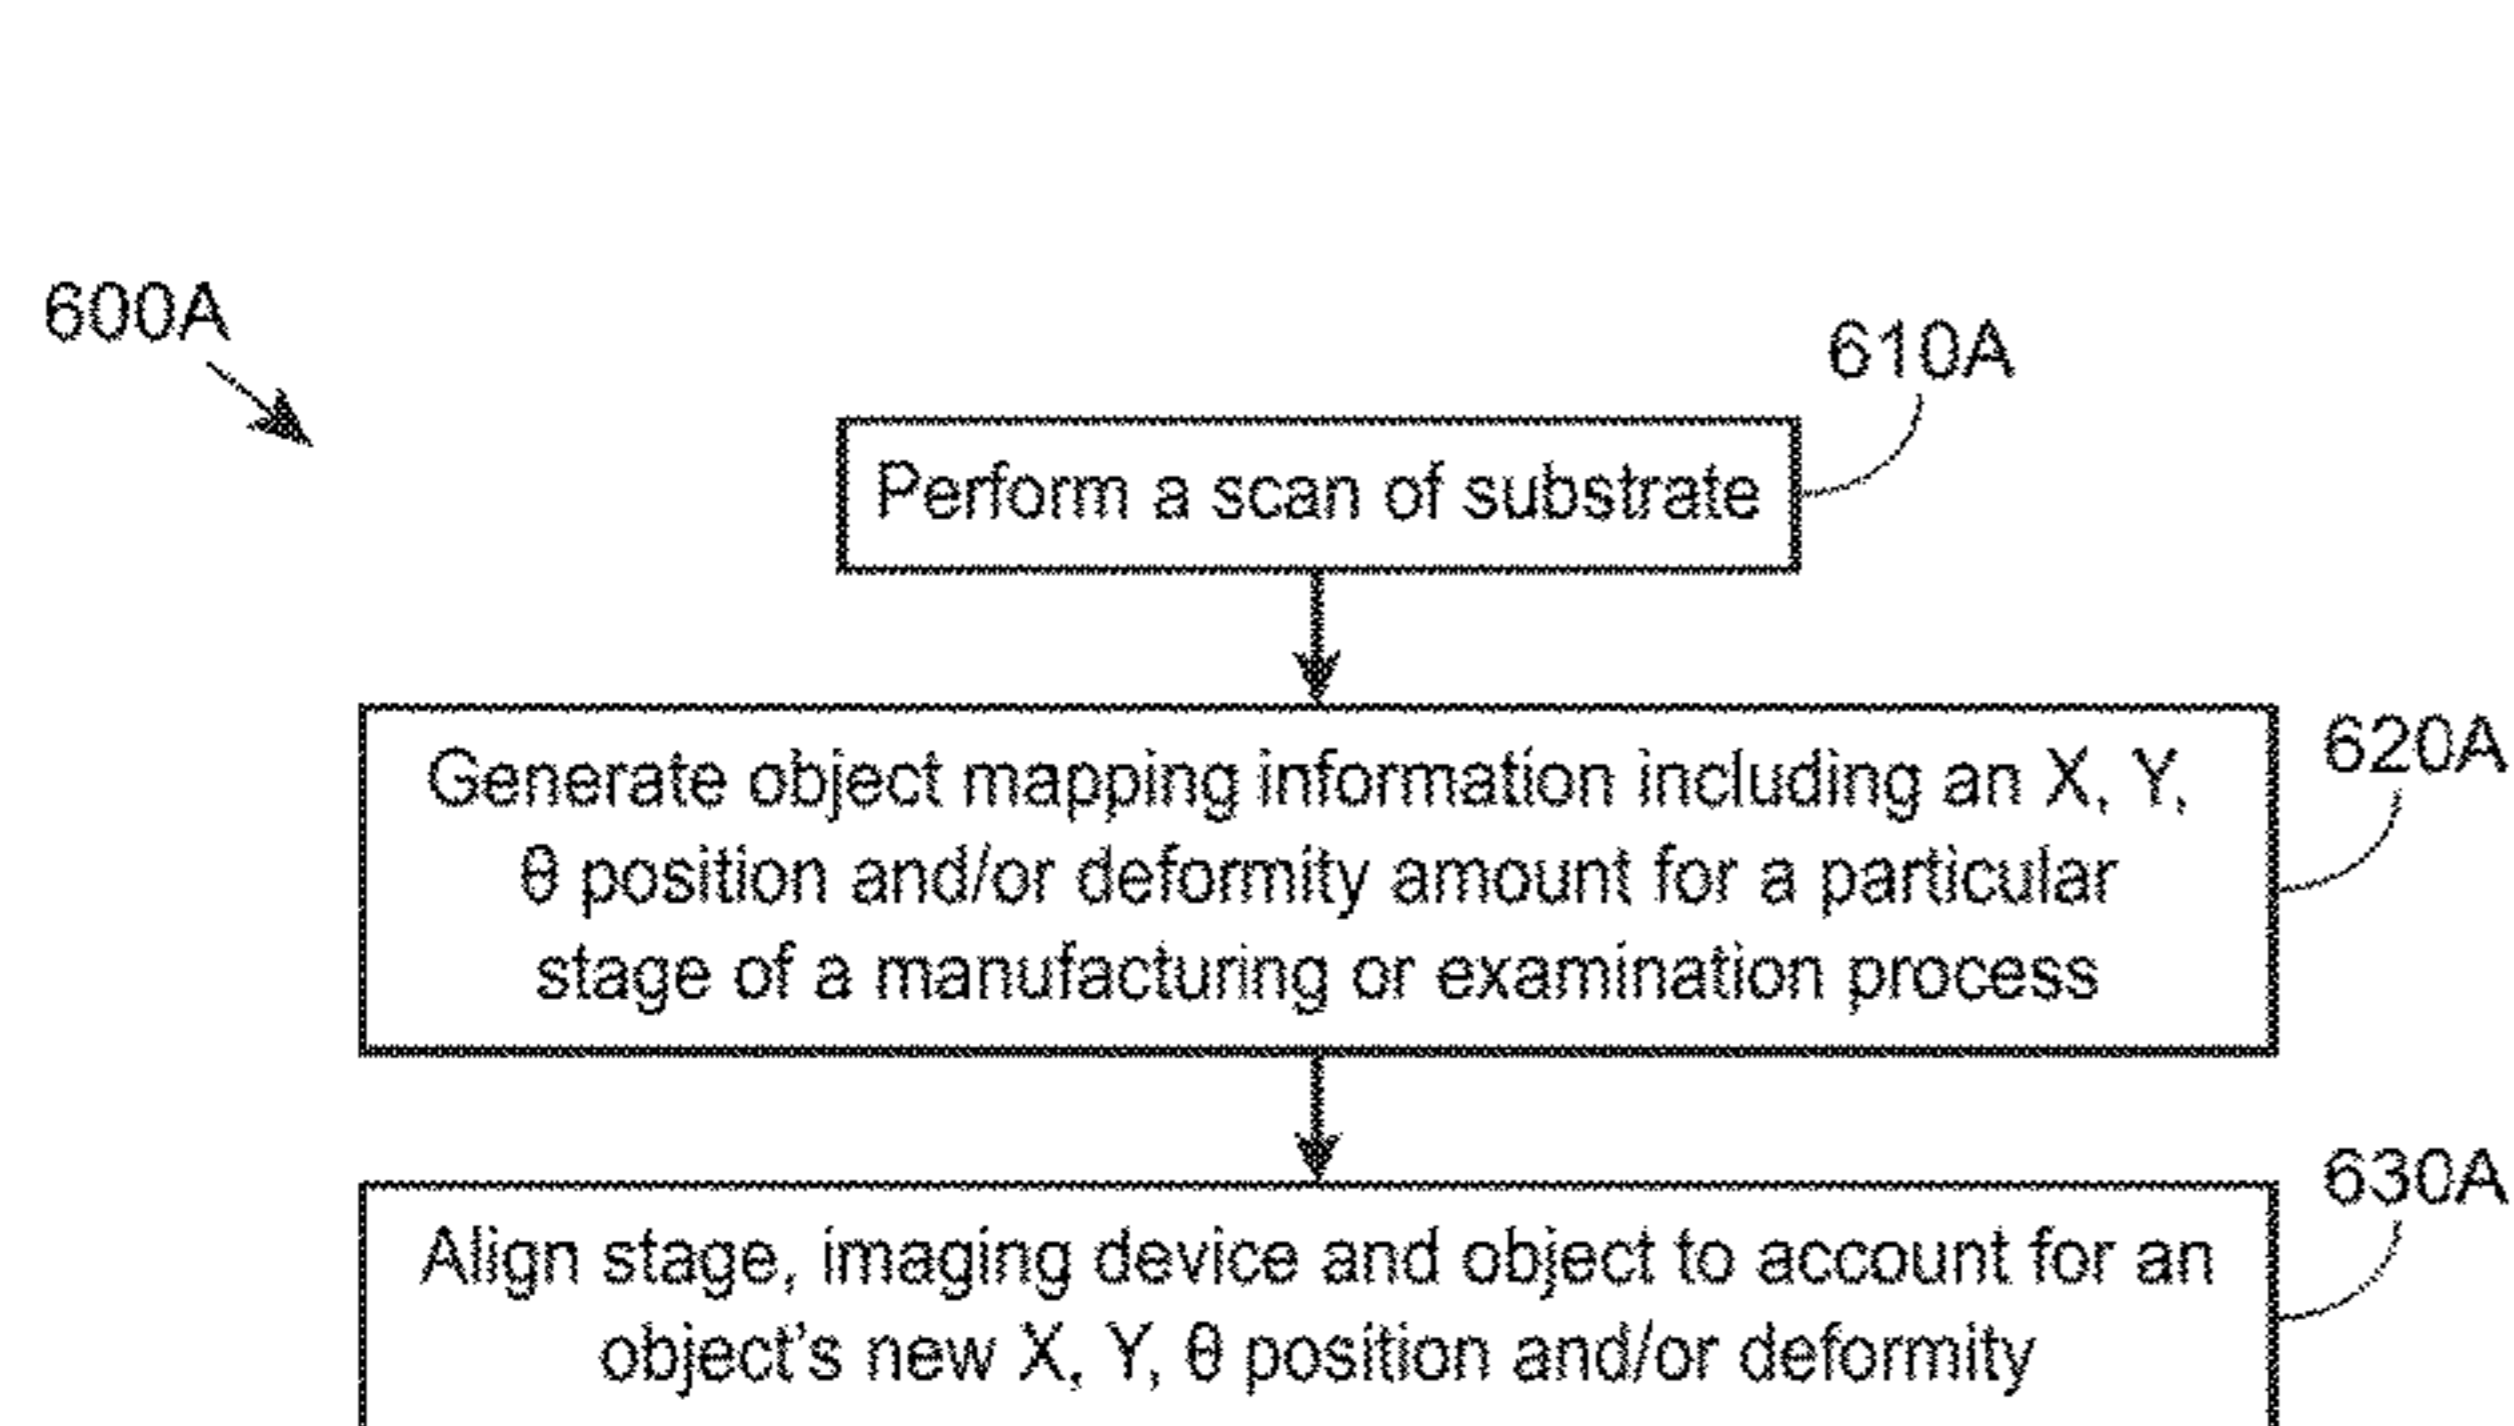 600A
610A
Perform a scan of substrate
620A
Generate object mapping information including an X, Y,
θ position and/or deformity amount for a particular
stage of a manufacturing or examination process
630A
Align stage, imaging device and object to account for an
object's new X, Y, θ position and/or deformity